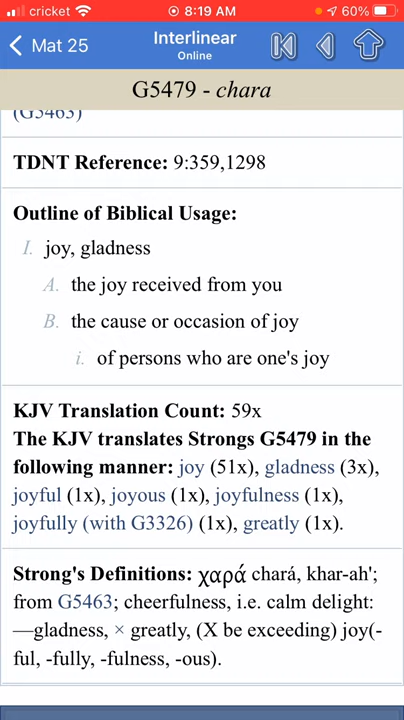 cricket 8:19 AM 60%
Mat 25 Interlinear
Online
G5479 - chara
(G5463)
TDNT Reference: 9:359,1298
Outline of Biblical Usage:
I. joy, gladness
A. the joy received from you
B. the cause or occasion of joy
i. of persons who are one's joy
KJV Translation Count: 59x
The KJV translates Strongs G5479 in the
following manner: joy (51x), gladness (3x),
joyful (1x), joyous (1x), joyfulness (1x),
joyfully (with G3326) (1x), greatly (1x).
Strong's Definitions: χαρά chará, khar-ah';
from G5463; cheerfulness, i.e. calm delight:
—gladness, × greatly, (X be exceeding) joy(-
ful, -fully, -fulness, -ous).